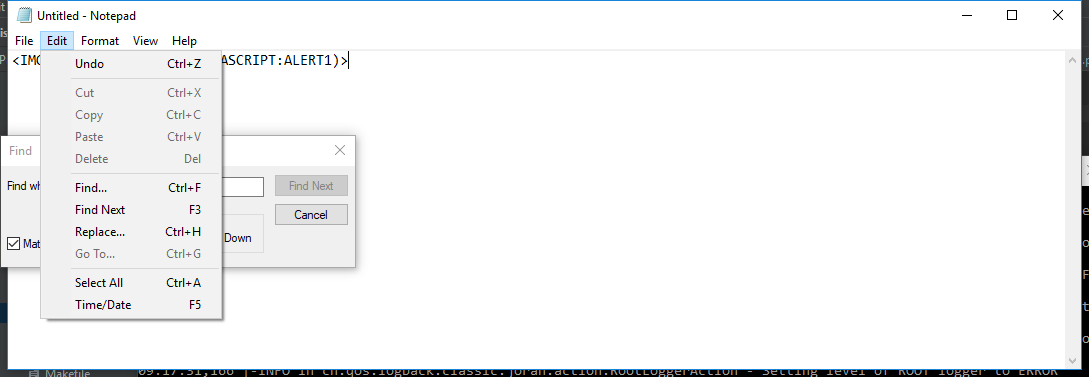 Untitled - Notepad
File Edit Format View Help
<IMG ASCRIPT:ALERT1)>
Undo Ctrl+Z
Cut Ctrl+X
Copy Ctrl+C
Paste Ctrl+V
Delete Del
Find... Ctrl+F
Find Next F3
Replace... Ctrl+H
Go To... Ctrl+G
Select All Ctrl+A
Time/Date F5
Find
Find wh
Find Next
Cancel
Mat
Down
Makefile
09:17:31,166 |-INFO in ch.qos.logback.classic.joran.action.RootLoggerAction - Setting level of ROOT logger to ERROR